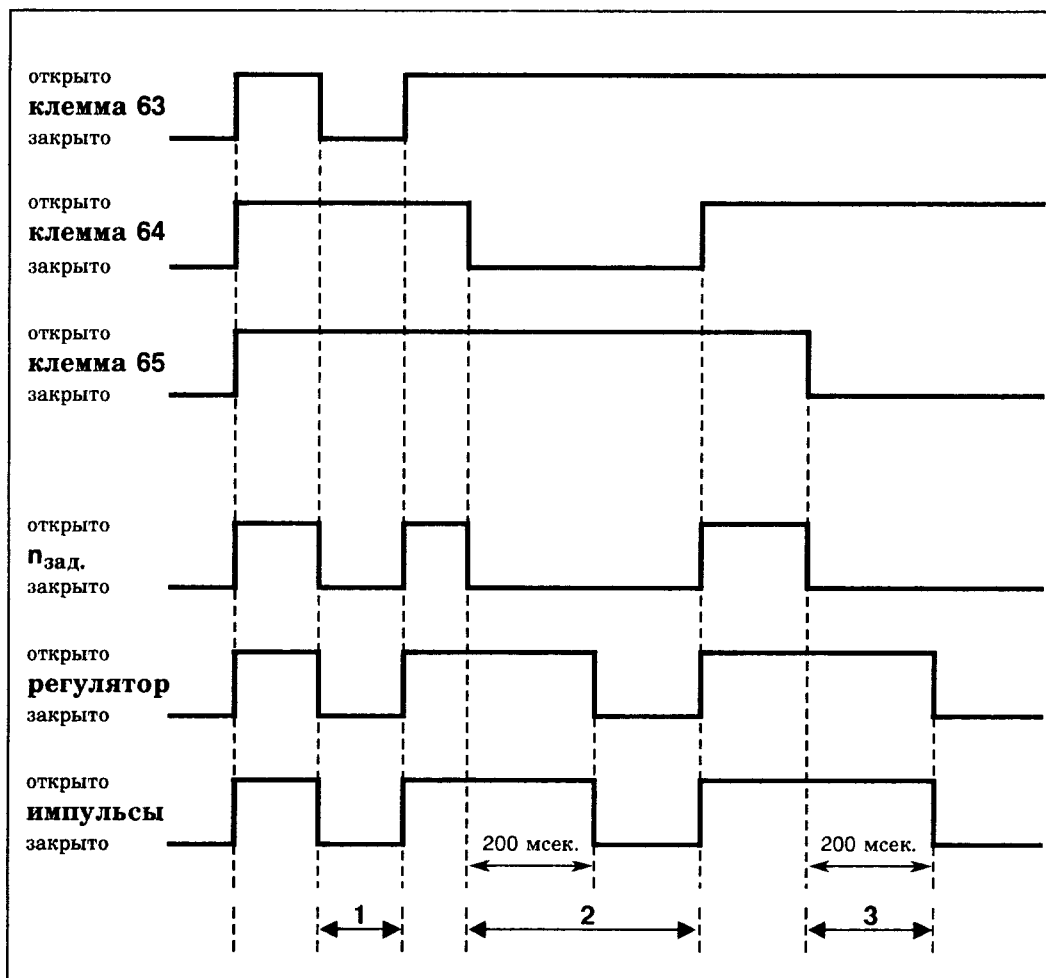 открыто
клемма 63
закрыто
открыто
клемма 64
закрыто
открыто
клемма 65
закрыто
открыто
nзад.
закрыто
открыто
регулятор
закрыто
открыто
импульсы
закрыто
200 мсек.
200 мсек.
1
2
3